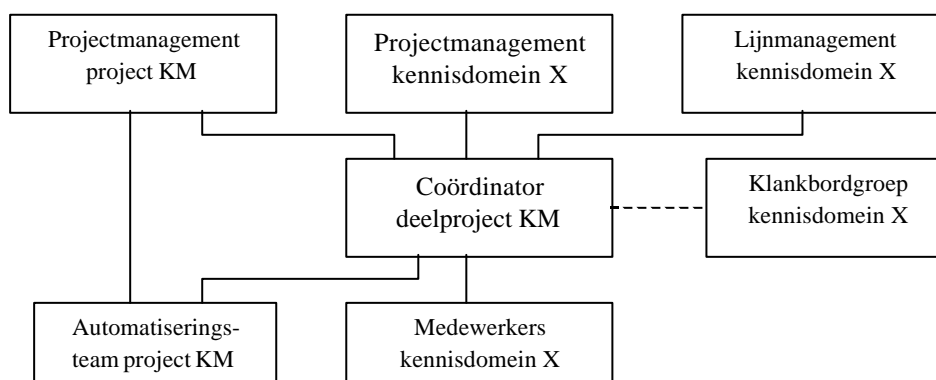 Projectmanagement
project KM
Projectmanagement
kennisdomein X
Lijnmanagement
kennisdomein X
Coördinator
deelproject KM
Klankbordgroep
kennisdomein X
Automatiserings-
team project KM
Medewerkers
kennisdomein X